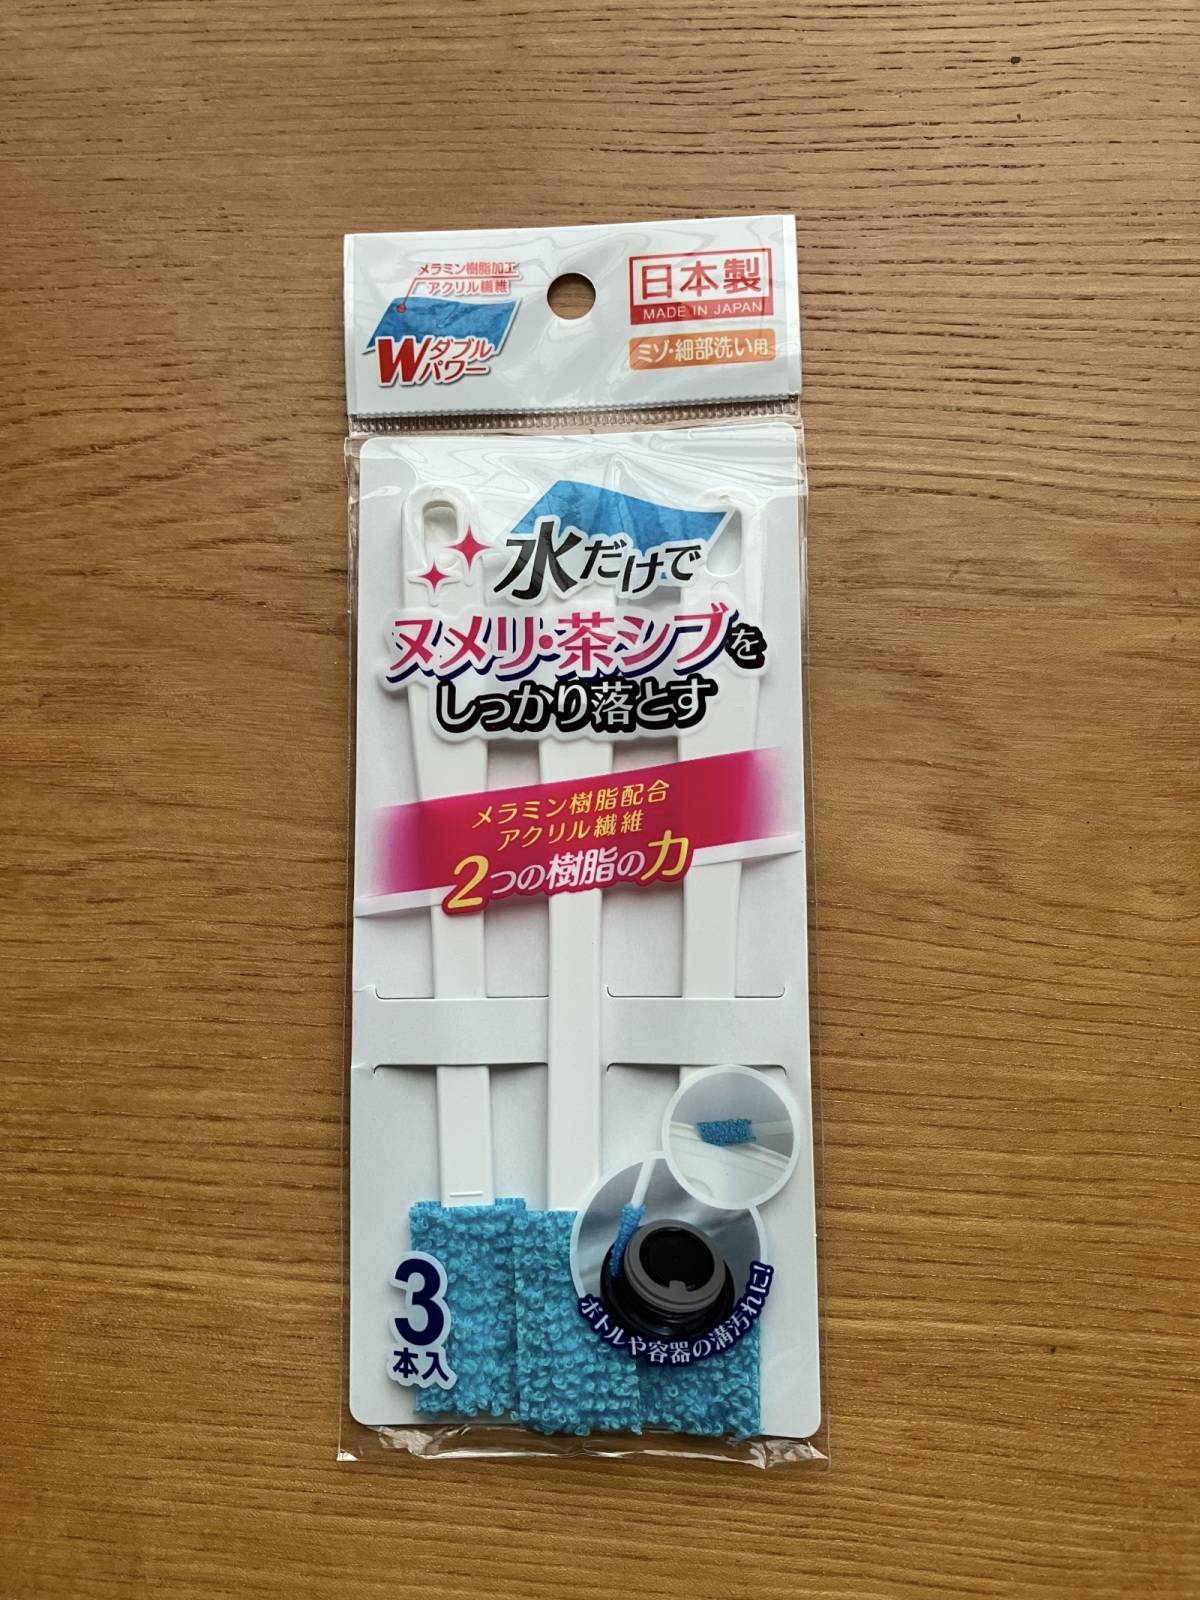 メラミン樹脂加工
アクリル繊維
Wダブルパワー
日本製
MADE IN JAPAN
ミゾ・細部洗い用
水だけで
ヌメリ・茶シブを
しっかり落とす
メラミン樹脂配合
アクリル繊維
2つの樹脂の力
ボトルや容器の溝汚れに!
3
本入